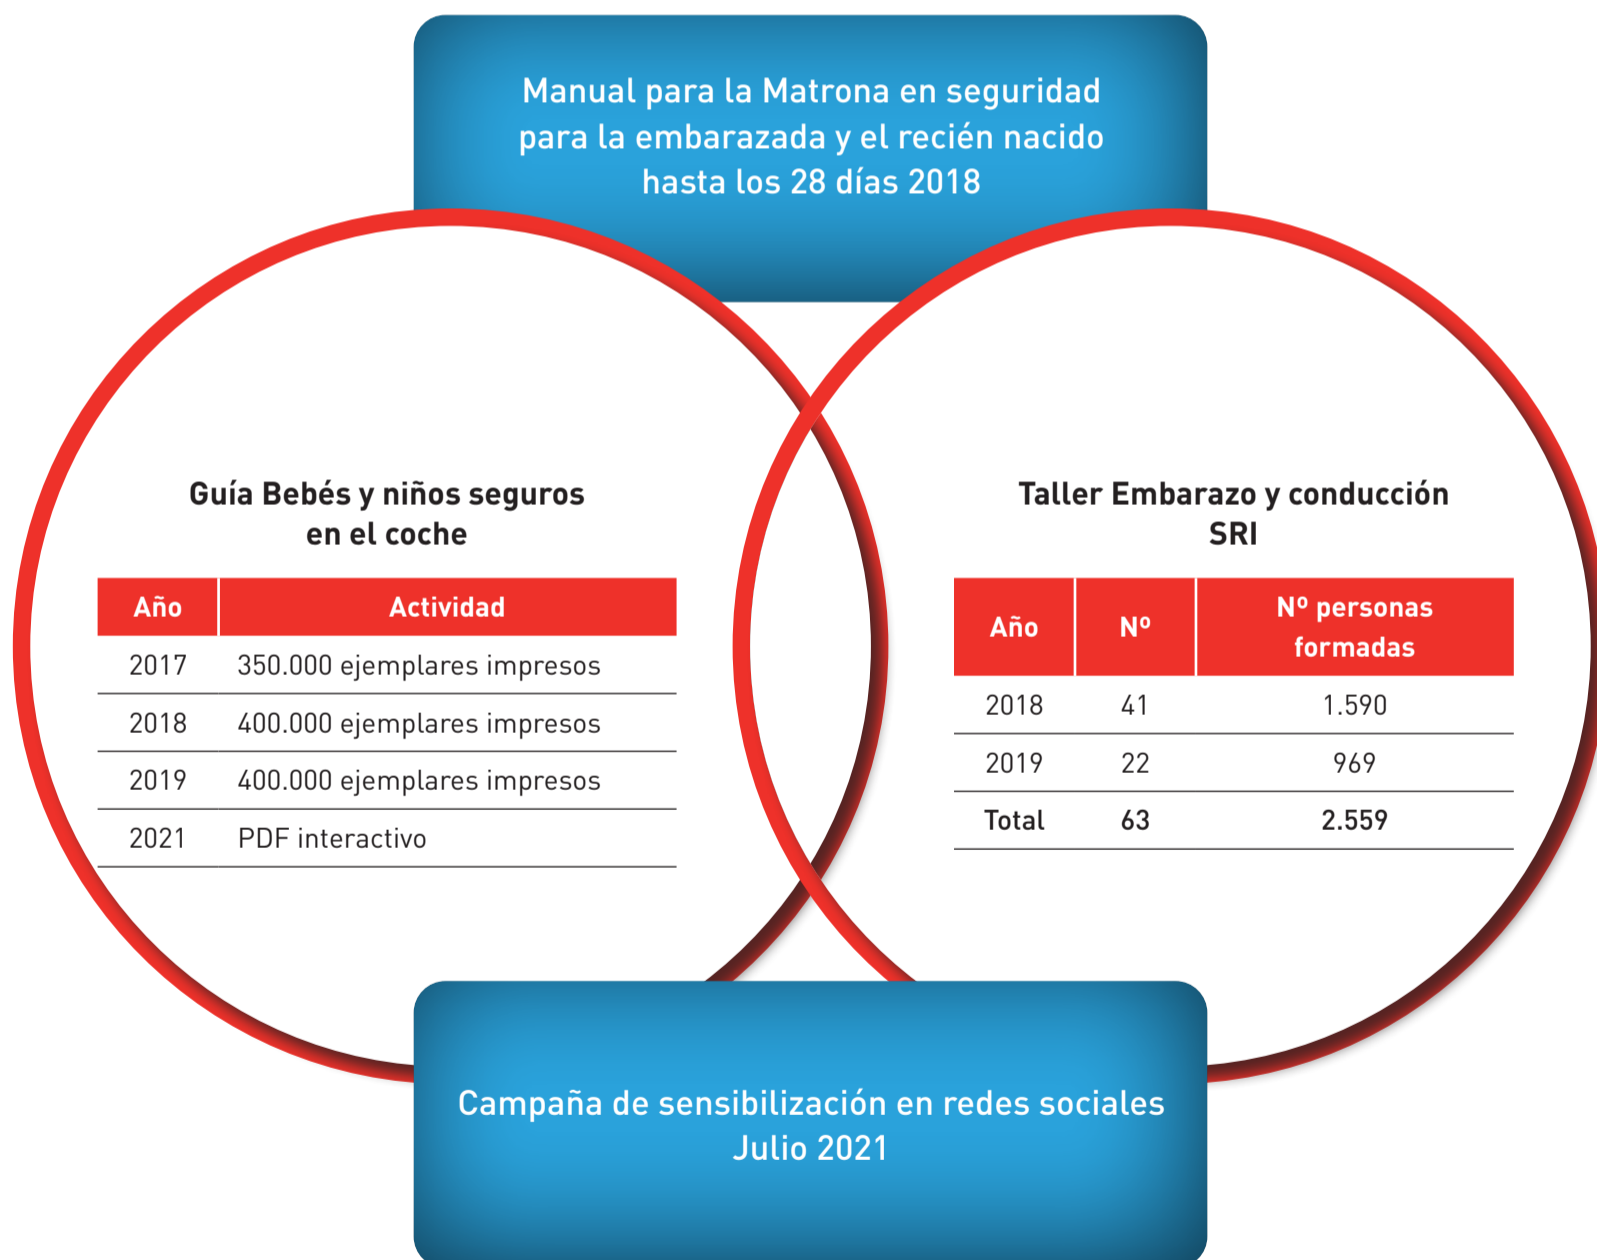 Manual para la Matrona en seguridad
para la embarazada y el recién nacido
hasta los 28 días 2018
Guía Bebés y niños seguros
en el coche
Año Actividad
2017 350.000 ejemplares impresos
2018 400.000 ejemplares impresos
2019 400.000 ejemplares impresos
2021 PDF interactivo
Taller Embarazo y conducción
SRI
Año Nº Nº personas
formadas
2018 41 1.590
2019 22 969
Total 63 2.559
Campaña de sensibilización en redes sociales
Julio 2021